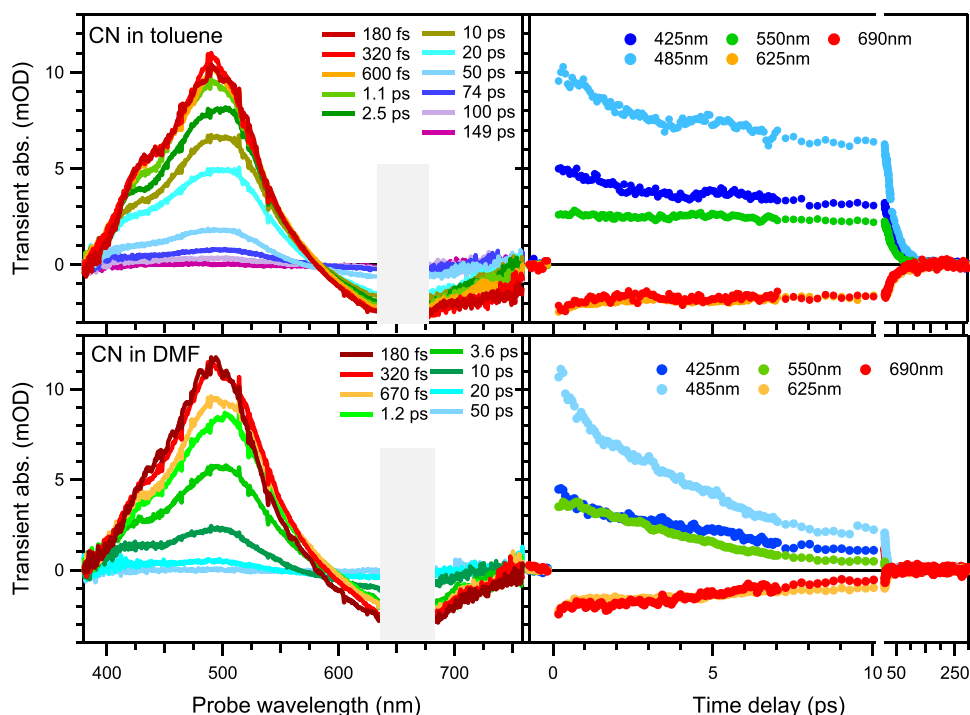 CN in toluene
180 fs
320 fs
600 fs
1.1 ps
2.5 ps
10 ps
20 ps
50 ps
74 ps
100 ps
149 ps
425nm 550nm 690nm
485nm 625nm
Transient abs. (mOD)
10
5
0
CN in DMF
180 fs
320 fs
670 fs
1.2 ps
3.6 ps
10 ps
20 ps
50 ps
425nm 550nm 690nm
485nm 625nm
Transient abs. (mOD)
10
5
0
400 500 600 700
Probe wavelength (nm)
0 5 10 50 250
Time delay (ps)